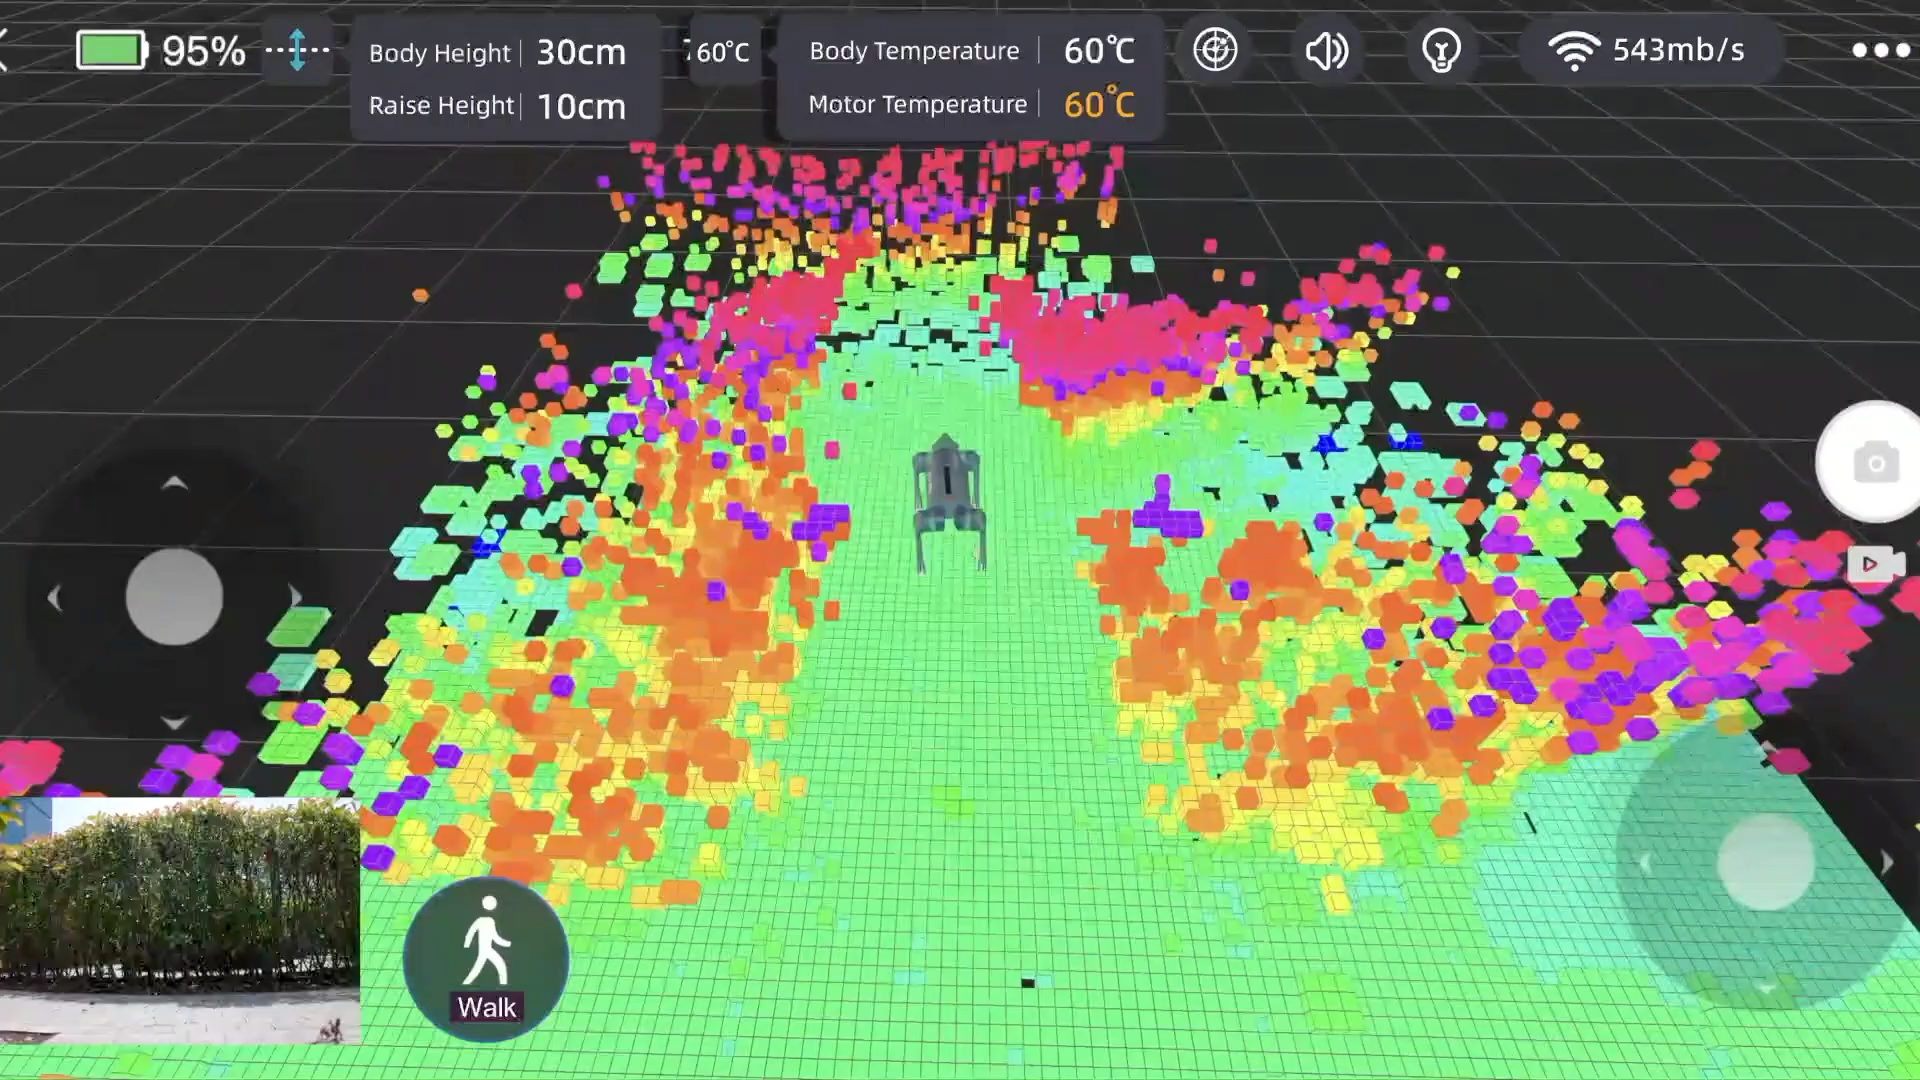 95%
Body Height 30cm
Raise Height 10cm
60℃
Body Temperature 60℃
Motor Temperature 60℃
543mb/s
Walk